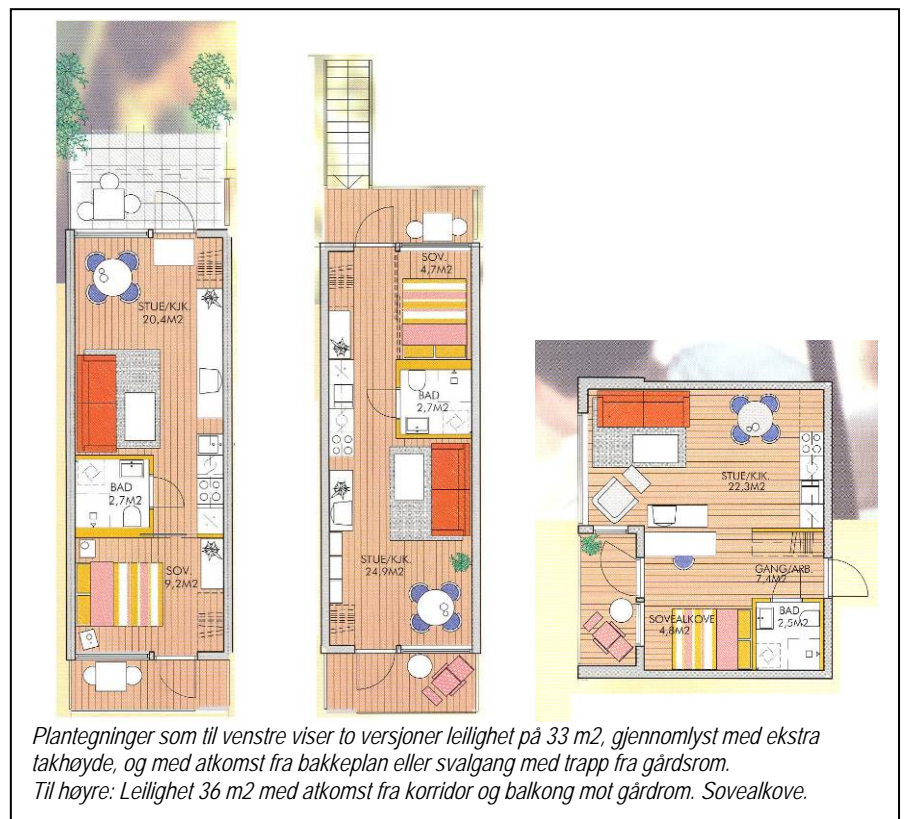 STUE/KJK.
20,4M2
BAD
2,7M2
SOV.
9,2M2
SOV.
4,7M2
BAD
2,7M2
STUE/KJK.
24,9M2
STUE/KJK.
22,3M2
GANG/ARB.
7,4M2
SOVEALKOVE
4,8M2
BAD
2,5M2
Plantegninger som til venstre viser to versjoner leilighet på 33 m2, gjennomlyst med ekstra
takhøyde, og med atkomst fra bakkeplan eller svalgang med trapp fra gårdsrom.
Til høyre: Leilighet 36 m2 med atkomst fra korridor og balkong mot gårdrom. Sovealkove.